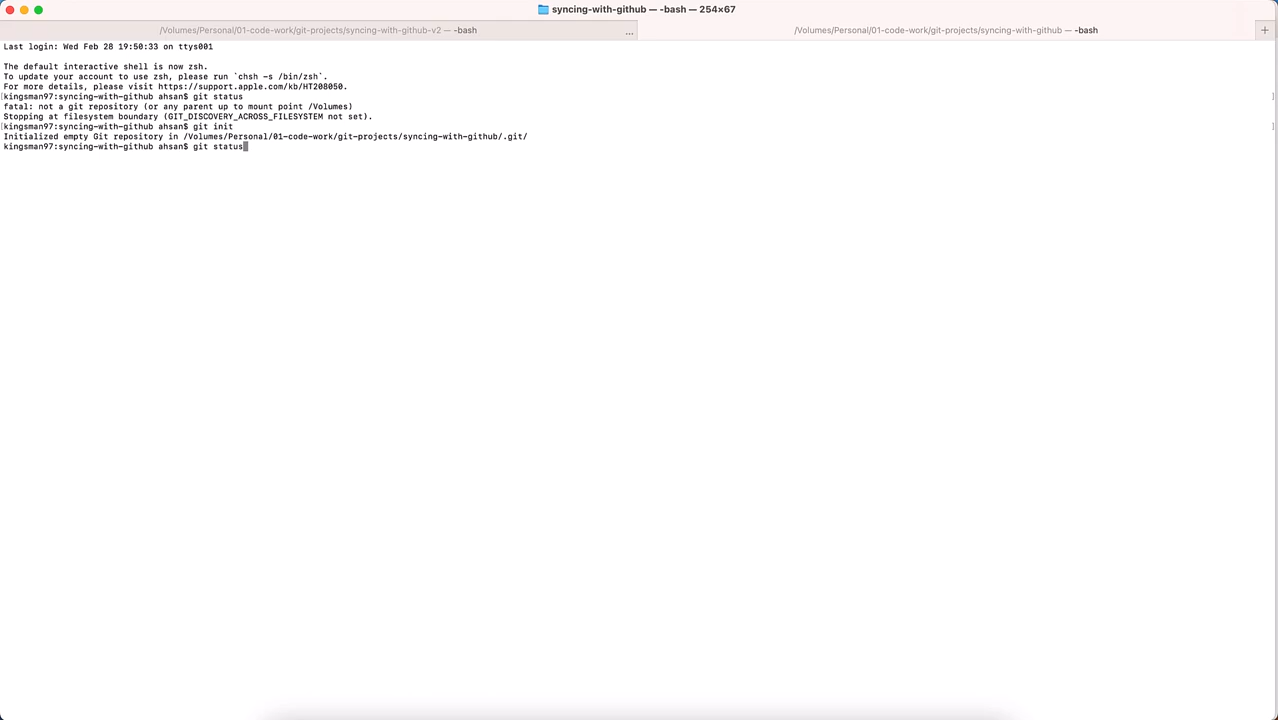 syncing-with-github — -bash — 254×67
/Volumes/Personal/01-code-work/git-projects/syncing-with-github-v2 — -bash ... /Volumes/Personal/01-code-work/git-projects/syncing-with-github — -bash +
Last login: Wed Feb 28 19:50:33 on ttys001
The default interactive shell is now zsh.
To update your account to use zsh, please run `chsh -s /bin/zsh`.
For more details, please visit https://support.apple.com/kb/HT208050.
[kingsman97:syncing-with-github ahsan$ git status ]
fatal: not a git repository (or any parent up to mount point /Volumes)
Stopping at filesystem boundary (GIT_DISCOVERY_ACROSS_FILESYSTEM not set).
[kingsman97:syncing-with-github ahsan$ git init ]
Initialized empty Git repository in /Volumes/Personal/01-code-work/git-projects/syncing-with-github/.git/
kingsman97:syncing-with-github ahsan$ git status